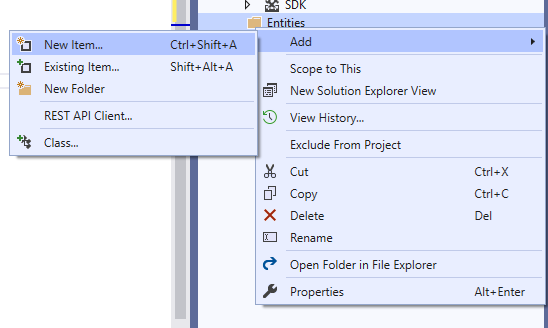 SDK
Entities
New Item... Ctrl+Shift+A
Existing Item... Shift+Alt+A
New Folder
REST API Client...
Class...
Add
Scope to This
New Solution Explorer View
View History...
Exclude From Project
Cut Ctrl+X
Copy Ctrl+C
Delete Del
Rename
Open Folder in File Explorer
Properties Alt+Enter